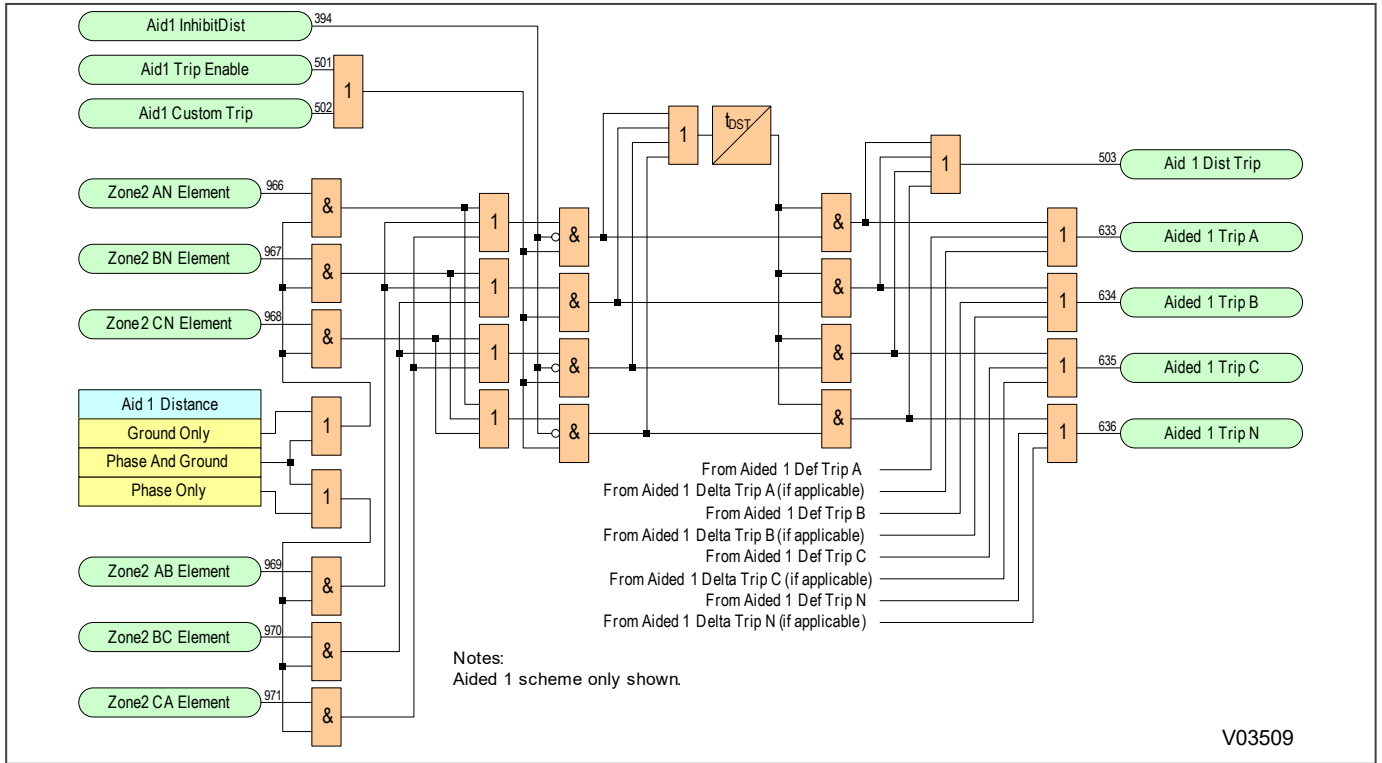 Aid1 InhibitDist
394
Aid1 Trip Enable
501
Aid1 Custom Trip
502
1
Zone2 AN Element
966
&
Zone2 BN Element
967
&
Zone2 CN Element
968
&
1
1
1
1
&
&
&
&
1
tDST
&
&
&
&
1
503
Aid 1 Dist Trip
1
633
Aided 1 Trip A
1
634
Aided 1 Trip B
1
635
Aided 1 Trip C
1
636
Aided 1 Trip N
Aid 1 Distance
Ground Only
Phase And Ground
Phase Only
1
1
From Aided 1 Def Trip A
From Aided 1 Delta Trip A (if applicable)
From Aided 1 Def Trip B
From Aided 1 Delta Trip B (if applicable)
From Aided 1 Def Trip C
From Aided 1 Delta Trip C (if applicable)
From Aided 1 Def Trip N
From Aided 1 Delta Trip N (if applicable)
Zone2 AB Element
969
&
Zone2 BC Element
970
&
Zone2 CA Element
971
&
Notes:
Aided 1 scheme only shown.
V03509